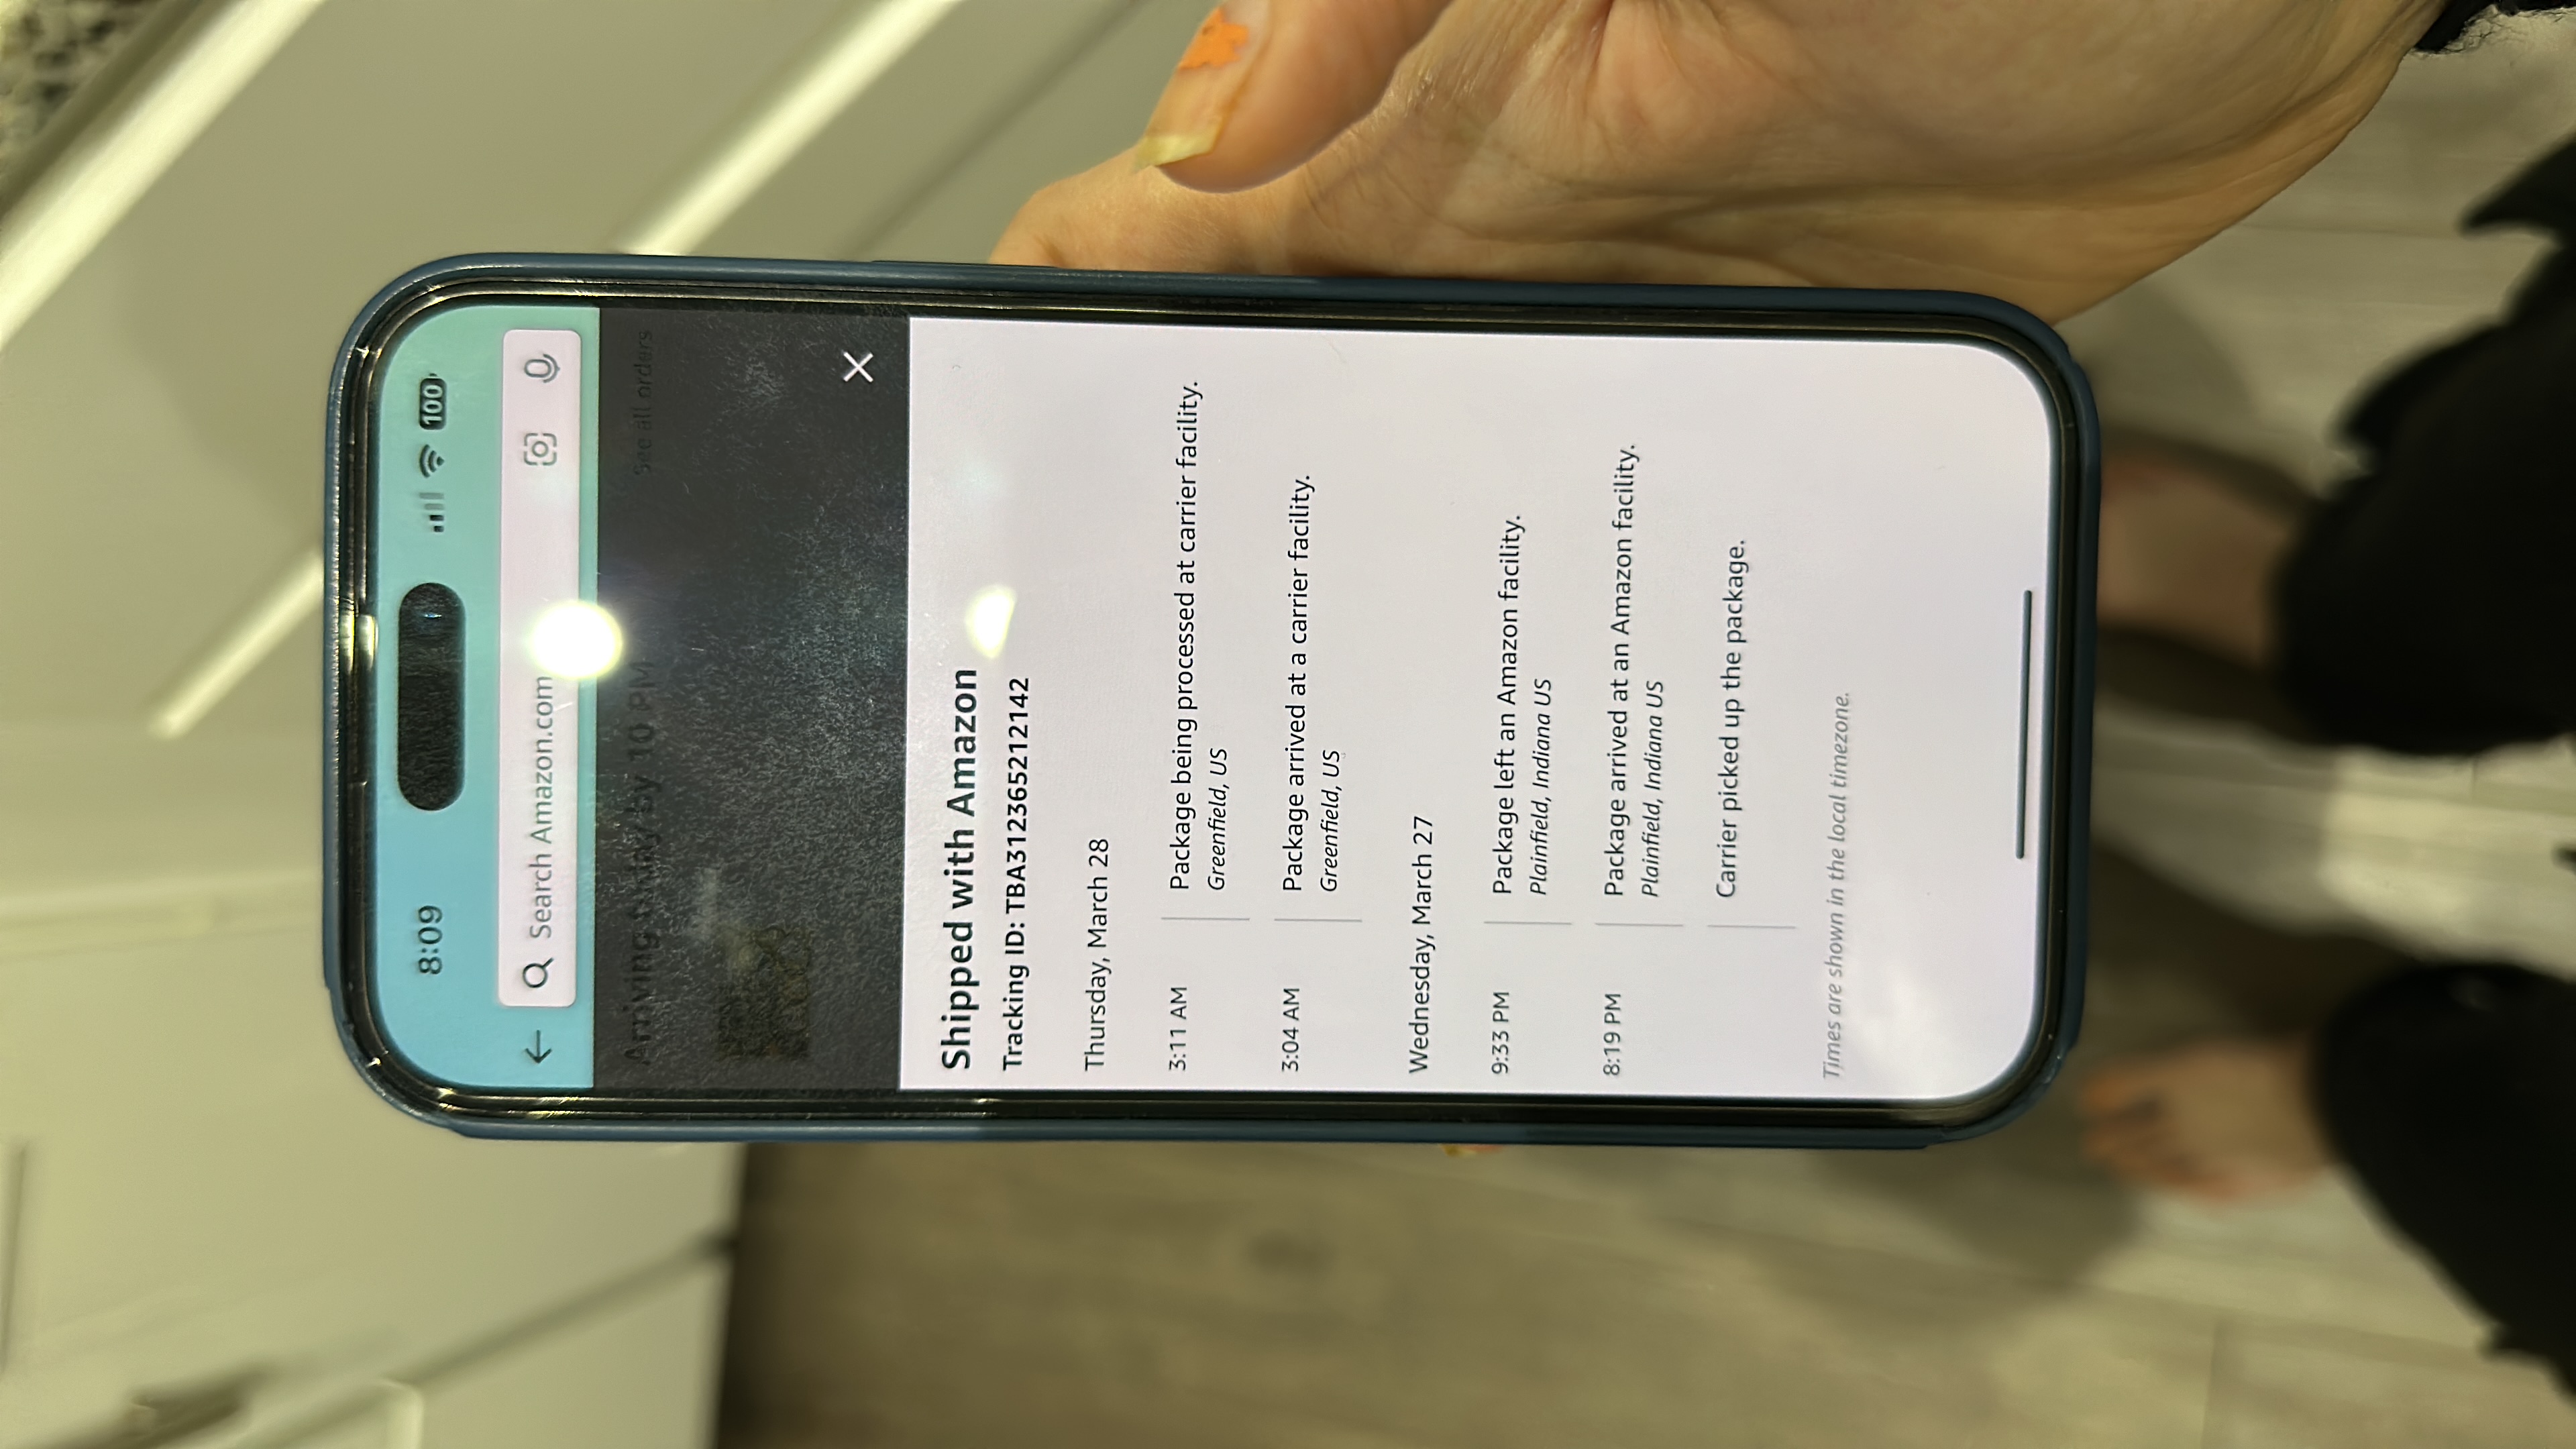 8:09
100
Search Amazon.com
Arriving today by 10 PM
See all orders
Shipped with Amazon
Tracking ID: TBA312365212142
Thursday, March 28
3:11 AM
Package being processed at carrier facility.
Greenfield, US
3:04 AM
Package arrived at a carrier facility.
Greenfield, US
Wednesday, March 27
9:33 PM
Package left an Amazon facility.
Plainfield, Indiana US
8:19 PM
Package arrived at an Amazon facility.
Plainfield, Indiana US
Carrier picked up the package.
Times are shown in the local timezone.